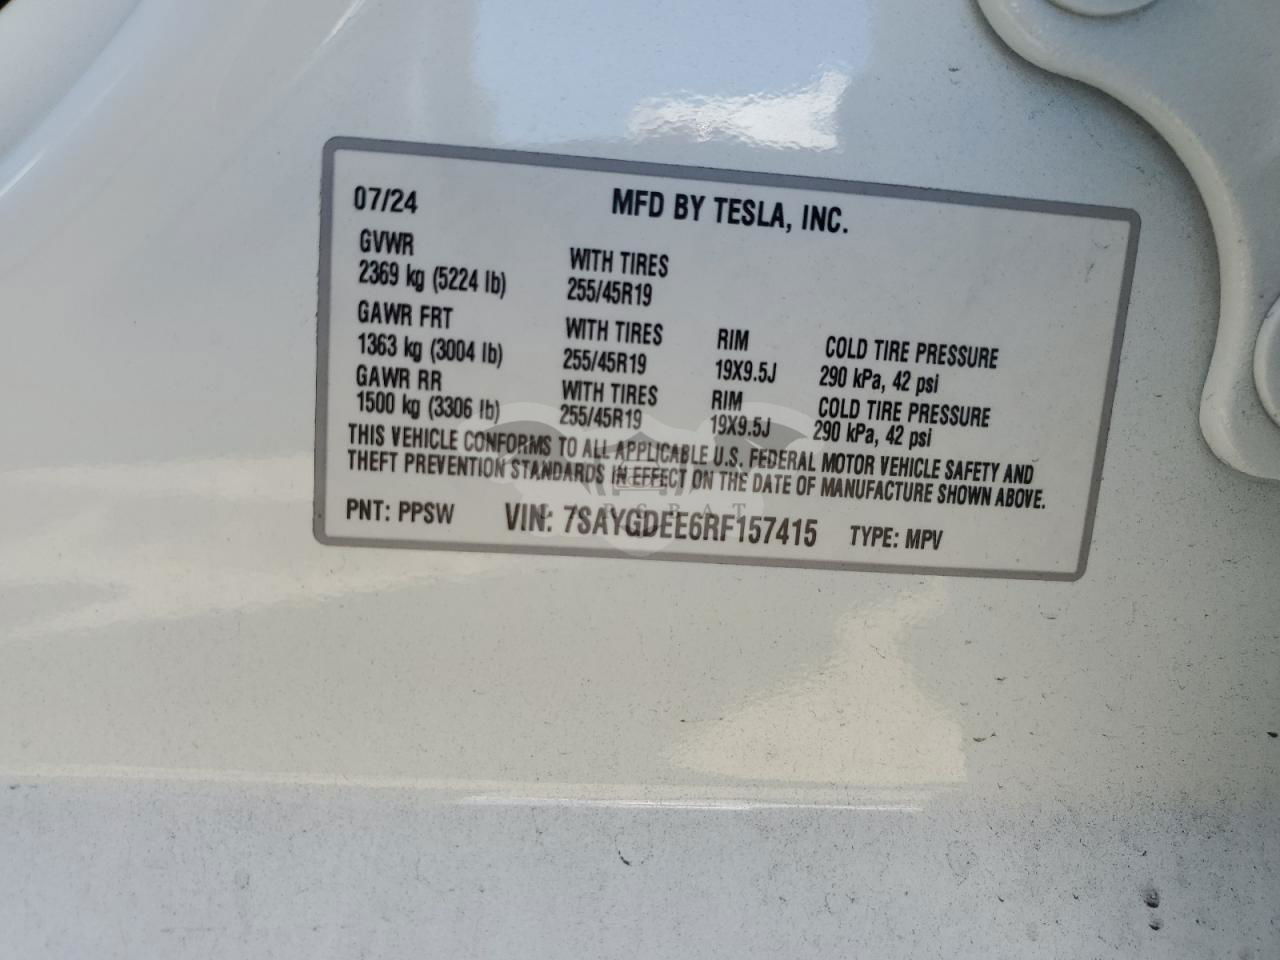 07/24 MFD BY TESLA, INC.
GVWR WITH TIRES
2369 kg (5224 lb) 255/45R19
GAWR FRT WITH TIRES RIM COLD TIRE PRESSURE
1363 kg (3004 lb) 255/45R19 19X9.5J 290 kPa, 42 psi
GAWR RR WITH TIRES RIM COLD TIRE PRESSURE
1500 kg (3306 lb) 255/45R19 19X9.5J 290 kPa, 42 psi
THIS VEHICLE CONFORMS TO ALL APPLICABLE U.S. FEDERAL MOTOR VEHICLE SAFETY AND
THEFT PREVENTION STANDARDS IN EFFECT ON THE DATE OF MANUFACTURE SHOWN ABOVE.
PNT: PPSW VIN: 7SAYGDEE6RF157415 TYPE: MPV